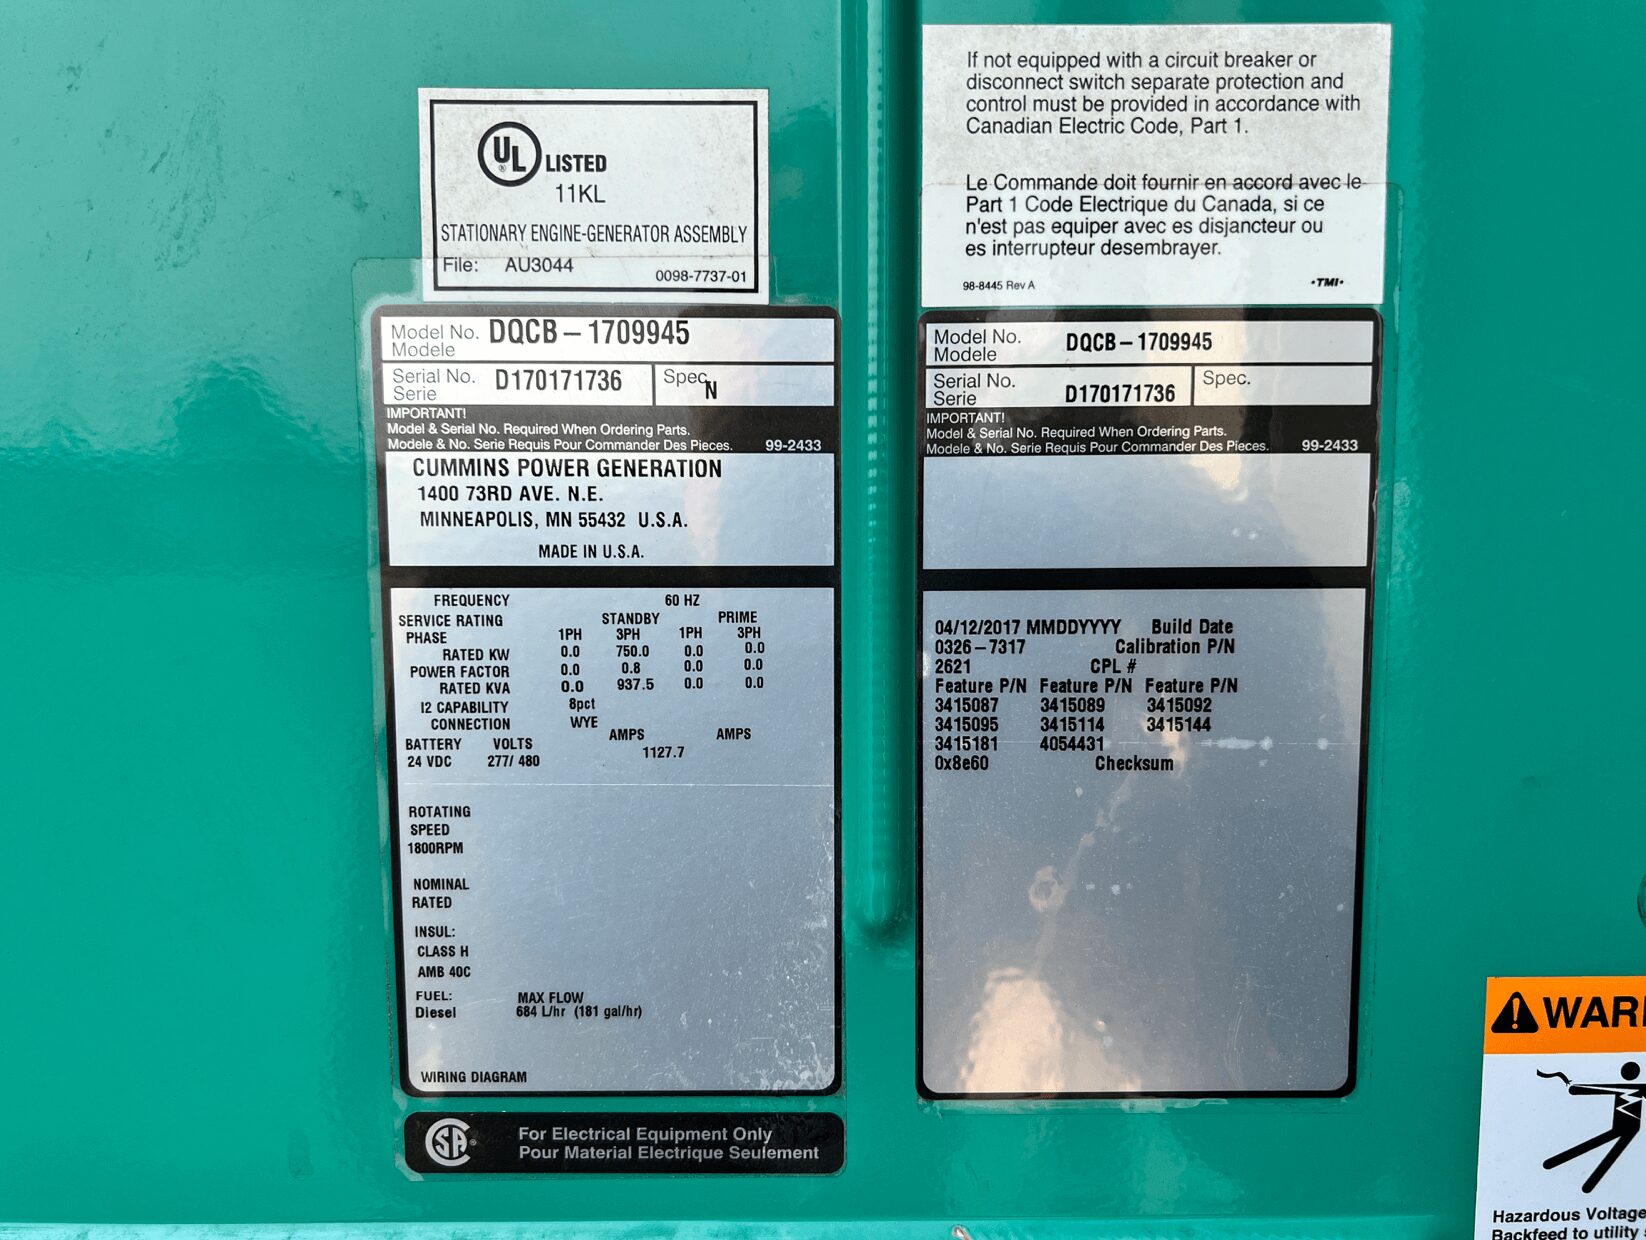 UL® LISTED
11KL
STATIONARY ENGINE-GENERATOR ASSEMBLY
File: AU3044 0098-7737-01
Model No. DQCB – 1709945
Modele
Serial No. D170171736 Spec. N
Serie
IMPORTANT!
Model & Serial No. Required When Ordering Parts.
Modele & No. Serie Requis Pour Commander Des Pieces. 99-2433
CUMMINS POWER GENERATION
1400 73RD AVE. N.E.
MINNEAPOLIS, MN 55432 U.S.A.
MADE IN U.S.A.
FREQUENCY 60 HZ
SERVICE RATING STANDBY PRIME
PHASE 1PH 3PH 1PH 3PH
RATED KW 0.0 750.0 0.0 0.0
POWER FACTOR 0.0 0.8 0.0 0.0
RATED KVA 0.0 937.5 0.0 0.0
I2 CAPABILITY 8pct
CONNECTION WYE
AMPS AMPS
BATTERY VOLTS
24 VDC 277/ 480 1127.7
ROTATING
SPEED
1800RPM
NOMINAL
RATED
INSUL:
CLASS H
AMB 40C
FUEL: MAX FLOW
Diesel 684 L/hr (181 gal/hr)
WIRING DIAGRAM
CSA®
For Electrical Equipment Only
Pour Material Electrique Seulement
If not equipped with a circuit breaker or
disconnect switch separate protection and
control must be provided in accordance with
Canadian Electric Code, Part 1.
Le Commande doit fournir en accord avec le
Part 1 Code Electrique du Canada, si ce
n'est pas equiper avec es disjancteur ou
es interrupteur desembrayer.
98-8445 Rev A •TMI•
Model No. DQCB – 1709945
Modele
Serial No. D170171736 Spec.
Serie
IMPORTANT!
Model & Serial No. Required When Ordering Parts.
Modele & No. Serie Requis Pour Commander Des Pieces. 99-2433
04/12/2017 MMDDYYYY Build Date
0326 – 7317 Calibration P/N
2621 CPL #
Feature P/N Feature P/N Feature P/N
3415087 3415089 3415092
3415095 3415114 3415144
3415181 4054431
0x8e60 Checksum
WARN
Hazardous Voltage
Backfeed to utility